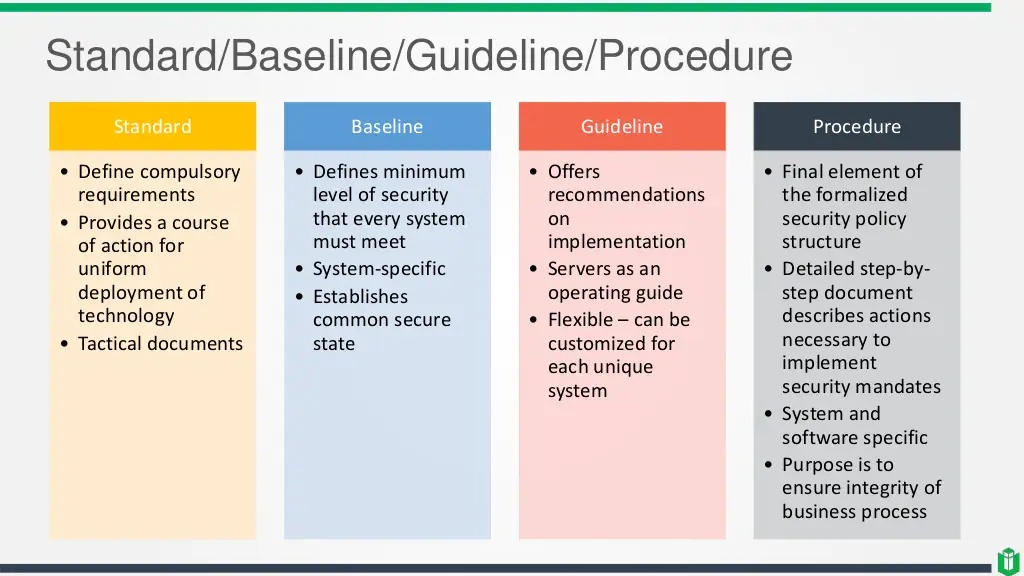 Standard/Baseline/Guideline/Procedure
Standard
• Define compulsory
requirements
• Provides a course
of action for
uniform
deployment of
technology
• Tactical documents
Baseline
• Defines minimum
level of security
that every system
must meet
• System-specific
• Establishes
common secure
state
Guideline
• Offers
recommendations
on
implementation
• Servers as an
operating guide
• Flexible – can be
customized for
each unique
system
Procedure
• Final element of
the formalized
security policy
structure
• Detailed step-by-
step document
describes actions
necessary to
implement
security mandates
• System and
software specific
• Purpose is to
ensure integrity of
business process